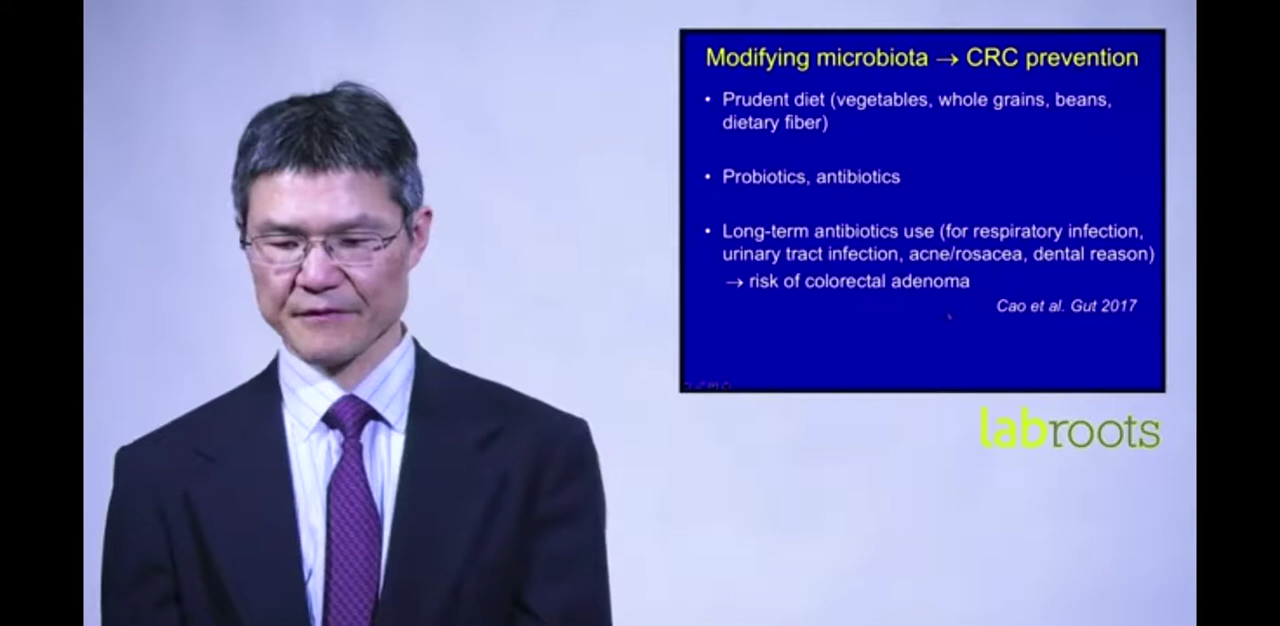 Modifying microbiota → CRC prevention
• Prudent diet (vegetables, whole grains, beans,
dietary fiber)
• Probiotics, antibiotics
• Long-term antibiotics use (for respiratory infection,
urinary tract infection, acne/rosacea, dental reason)
→ risk of colorectal adenoma
Cao et al. Gut 2017
labroots